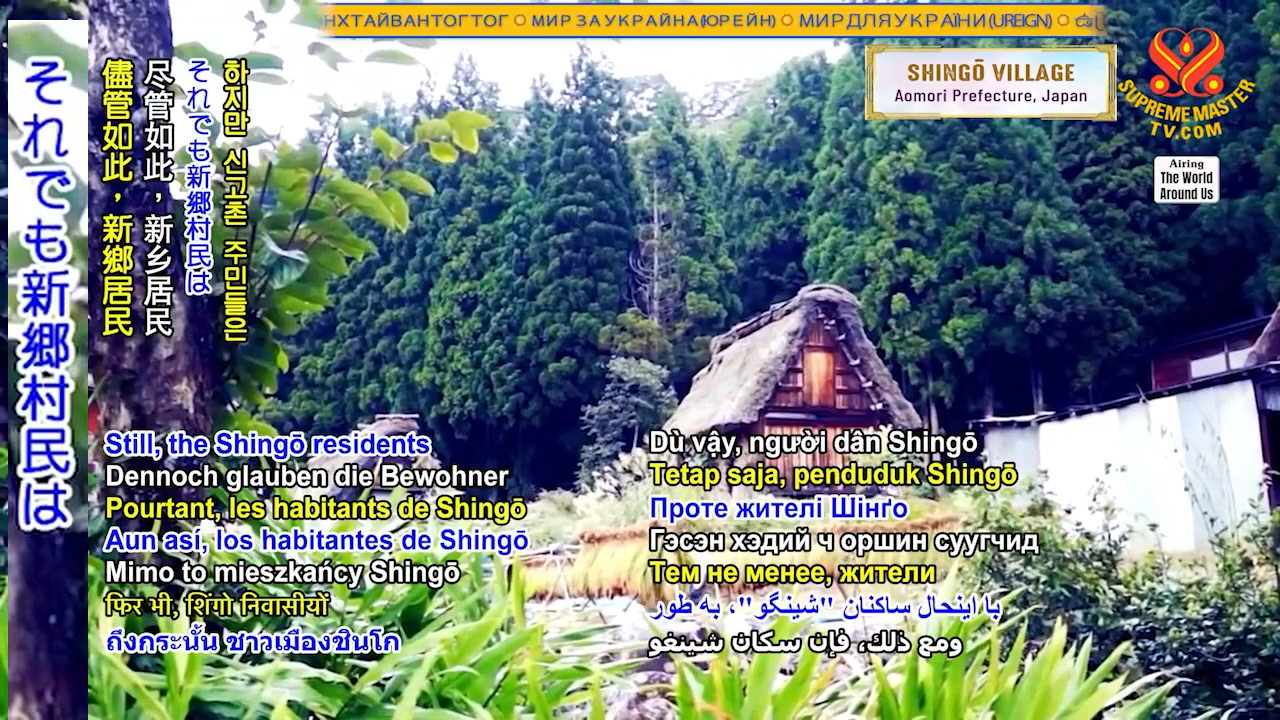 НХТАЙВАНТОГТОГ ○ МИР ЗА УКРАЙНА (ЮРЕЙН) ○ МИР ДЛЯ УКРАЇНИ (UREIGN) ○
SHINGŌ VILLAGE
Aomori Prefecture, Japan
SUPREME MASTER
TV.COM
Airing
The World
Around Us
それでも新郷村民は
儘管如此，新鄉居民
尽管如此，新乡居民
それでも新郷村民は
하지만 신고촌 주민들은
Still, the Shingō residents
Dennoch glauben die Bewohner
Pourtant, les habitants de Shingō
Aun así, los habitantes de Shingō
Mimo to mieszkańcy Shingō
फिर भी, शिंगो निवासीयों
ถึงกระนั้น ชาวเมืองชินโก
Dù vậy, người dân Shingō
Tetap saja, penduduk Shingō
Проте жителі Шінґо
Гэсэн хэдий ч оршин суугчид
Тем не менее, жители
با اینحال ساکنان "شینگو"، به طور
ومع ذلك، فإن سكان شينغو